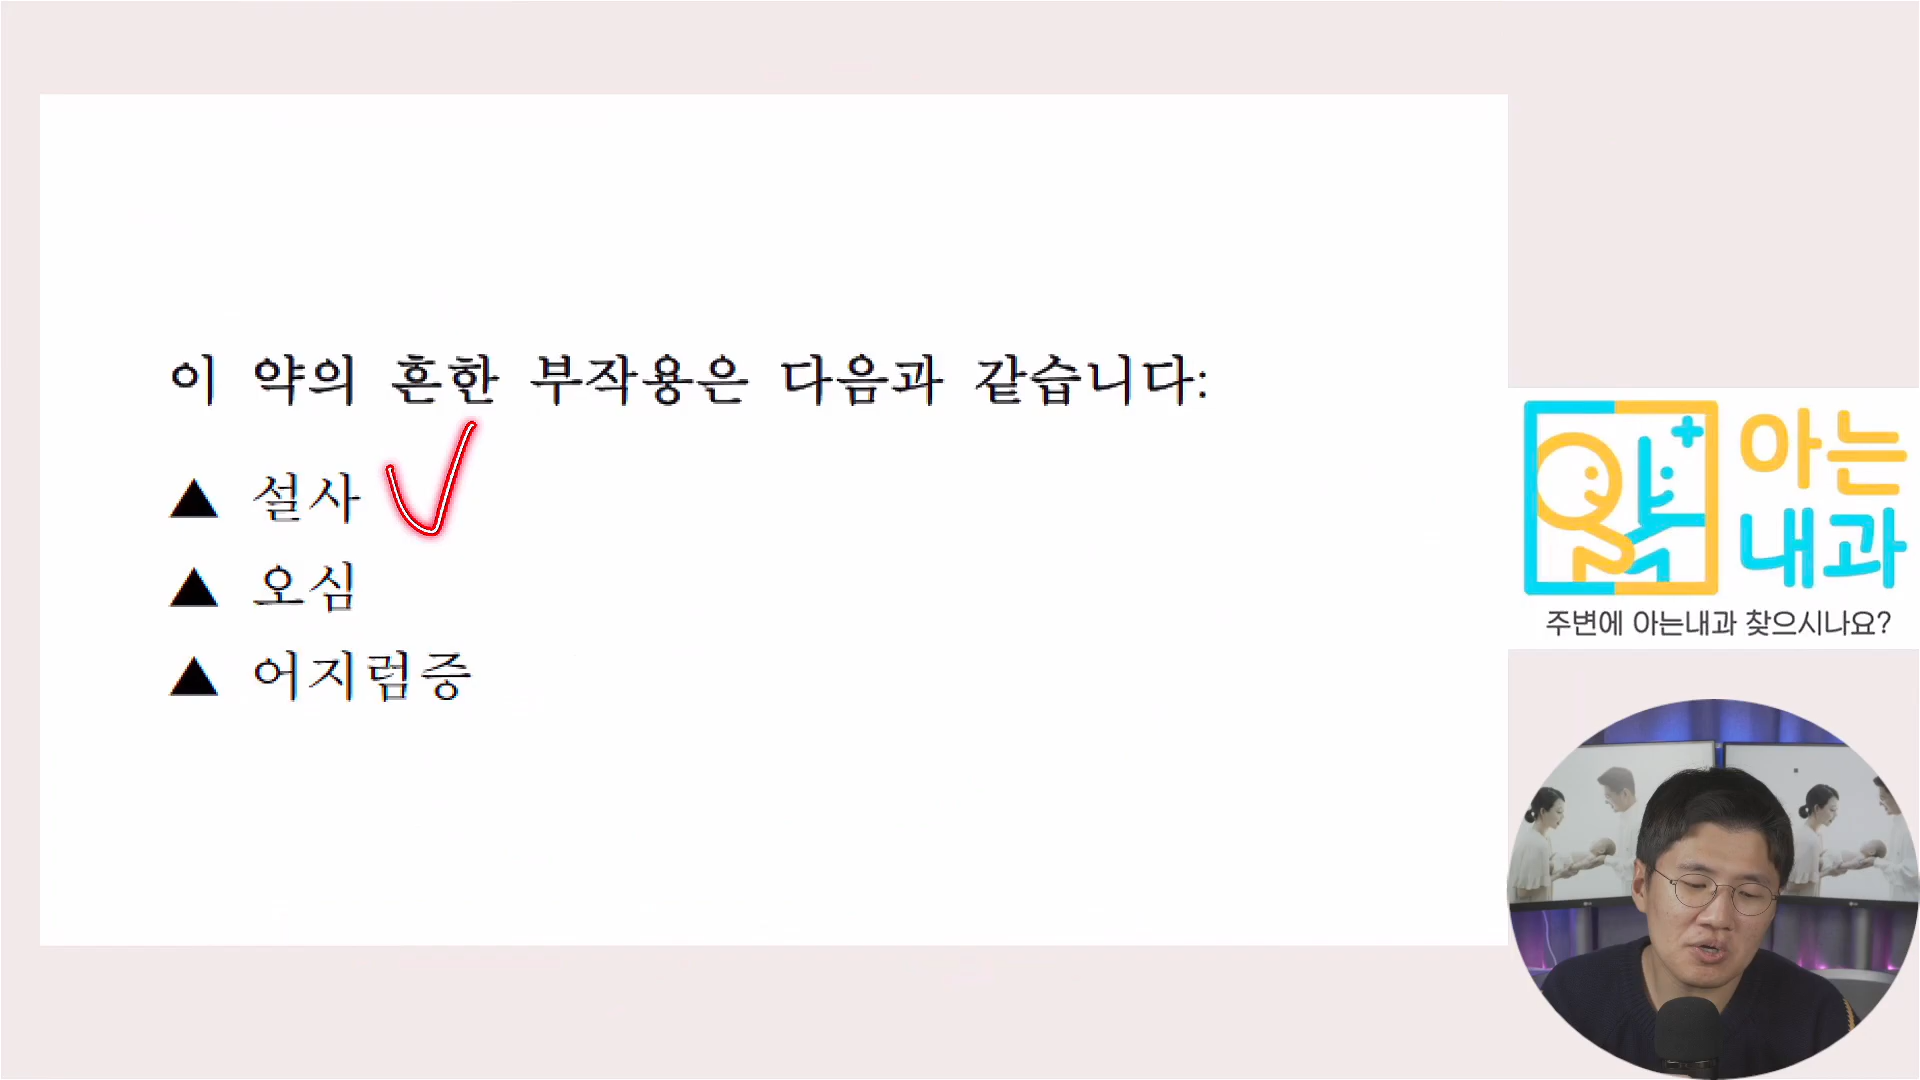 이 약의 흔한 부작용은 다음과 같습니다:
▲ 설사
▲ 오심
▲ 어지럼증
아는
내과
주변에 아는내과 찾으시나요?